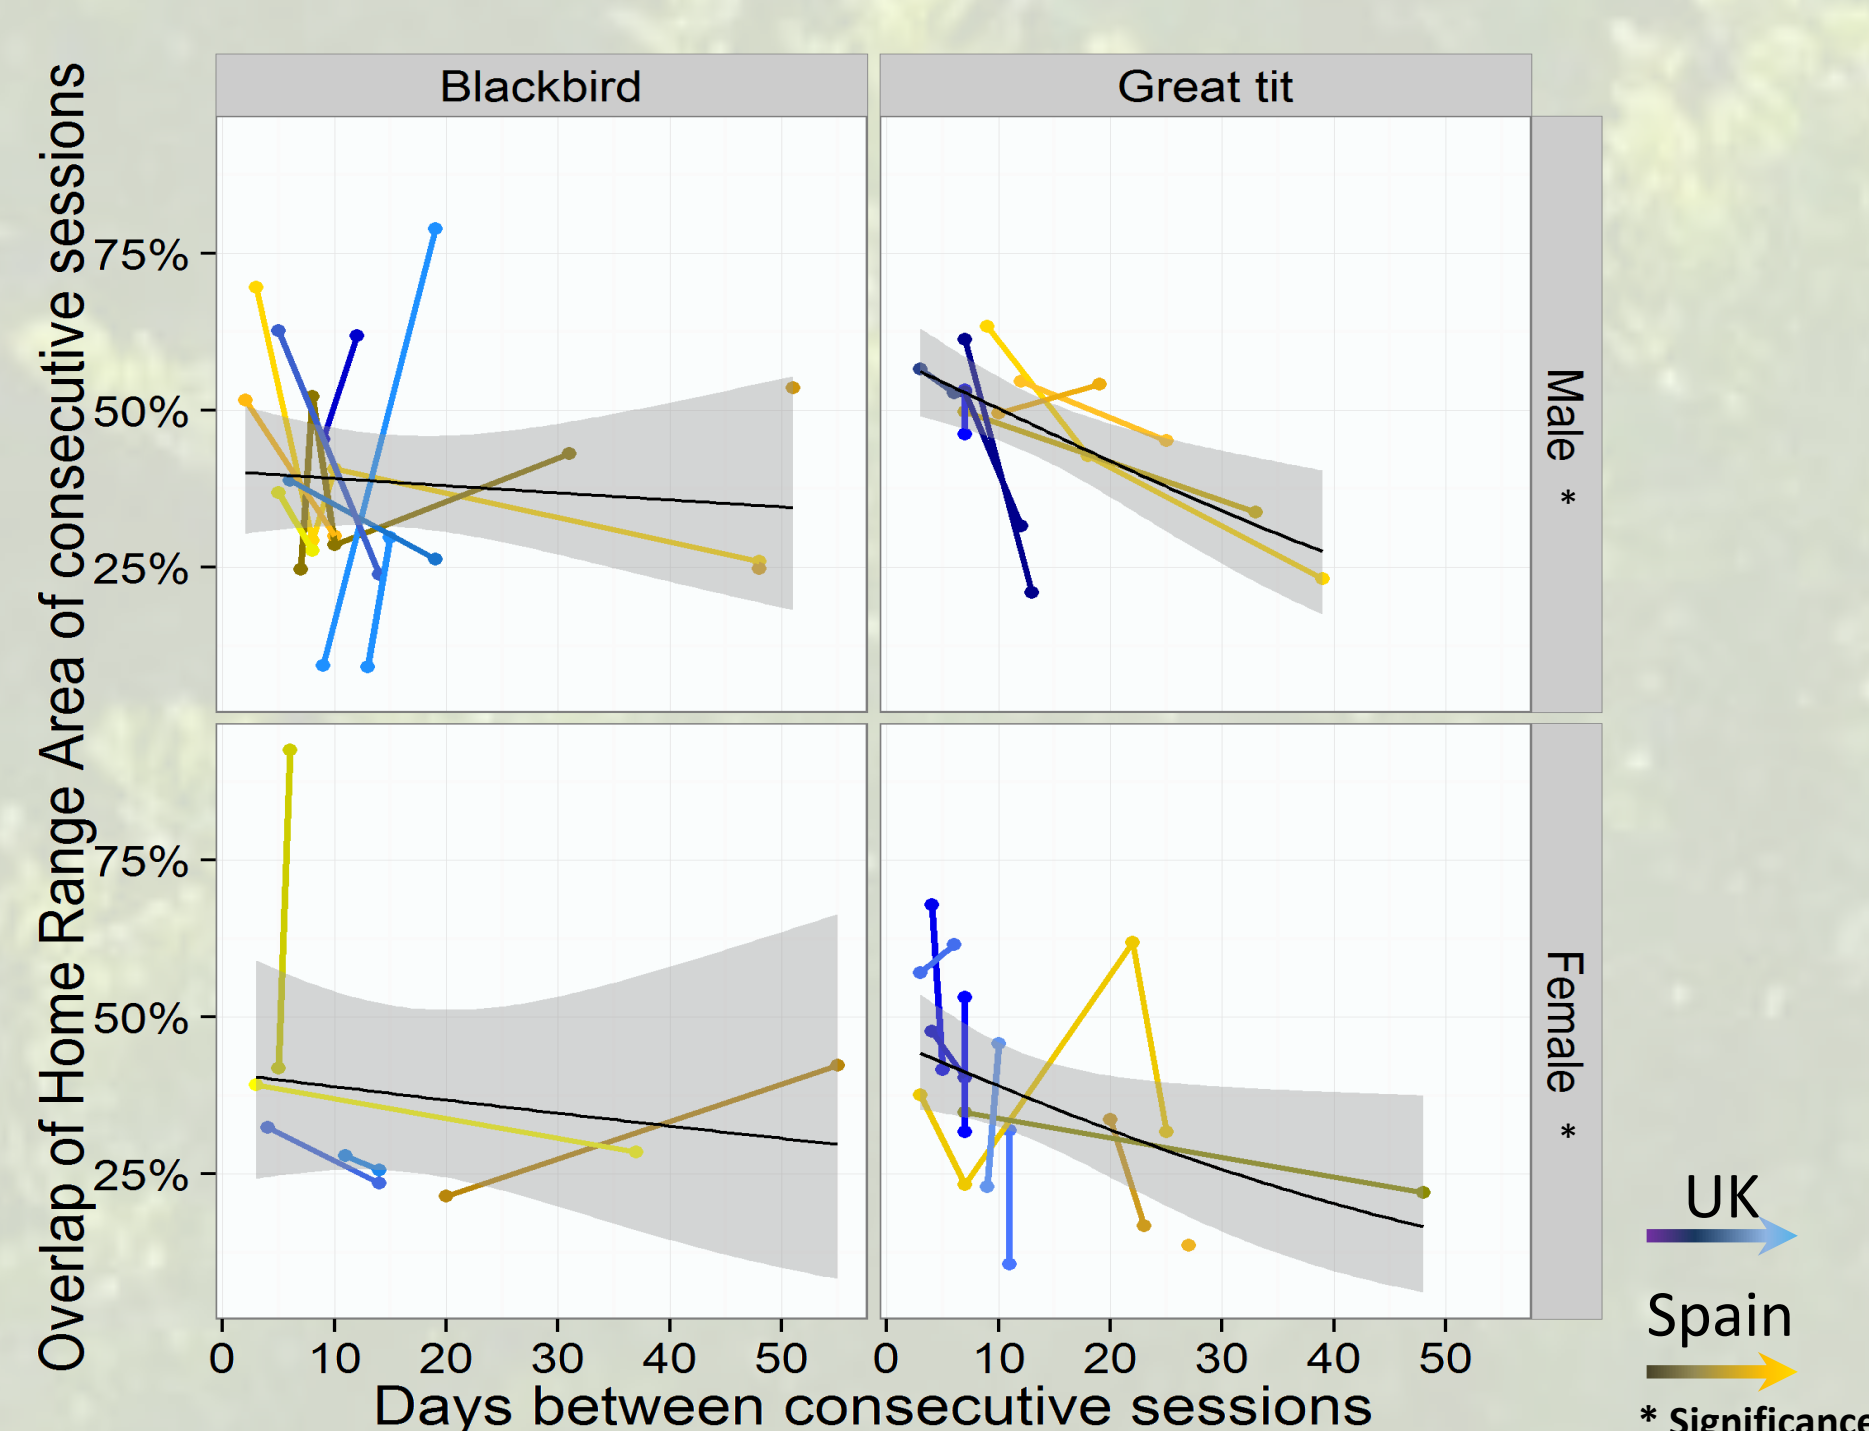 Blackbird
Great tit
Overlap of Home Range Area of consecutive sessions
75%
50%
25%
Male *
75%
50%
25%
Female *
0 10 20 30 40 50
0 10 20 30 40 50
Days between consecutive sessions
UK
Spain
* Significance